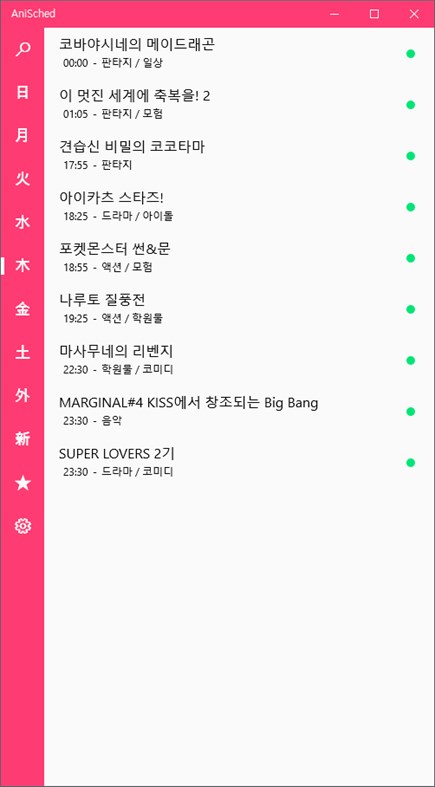 AniSched
日
月
火
水
木
金
土
外
新
코바야시네의 메이드래곤
00:00 - 판타지 / 일상
이 멋진 세계에 축복을! 2
01:05 - 판타지 / 모험
견습신 비밀의 코코타마
17:55 - 판타지
아이카츠 스타즈!
18:25 - 드라마 / 아이돌
포켓몬스터 썬&문
18:55 - 액션 / 모험
나루토 질풍전
19:25 - 액션 / 학원물
마사무네의 리벤지
22:30 - 학원물 / 코미디
MARGINAL#4 KISS에서 창조되는 Big Bang
23:30 - 음악
SUPER LOVERS 2기
23:30 - 드라마 / 코미디